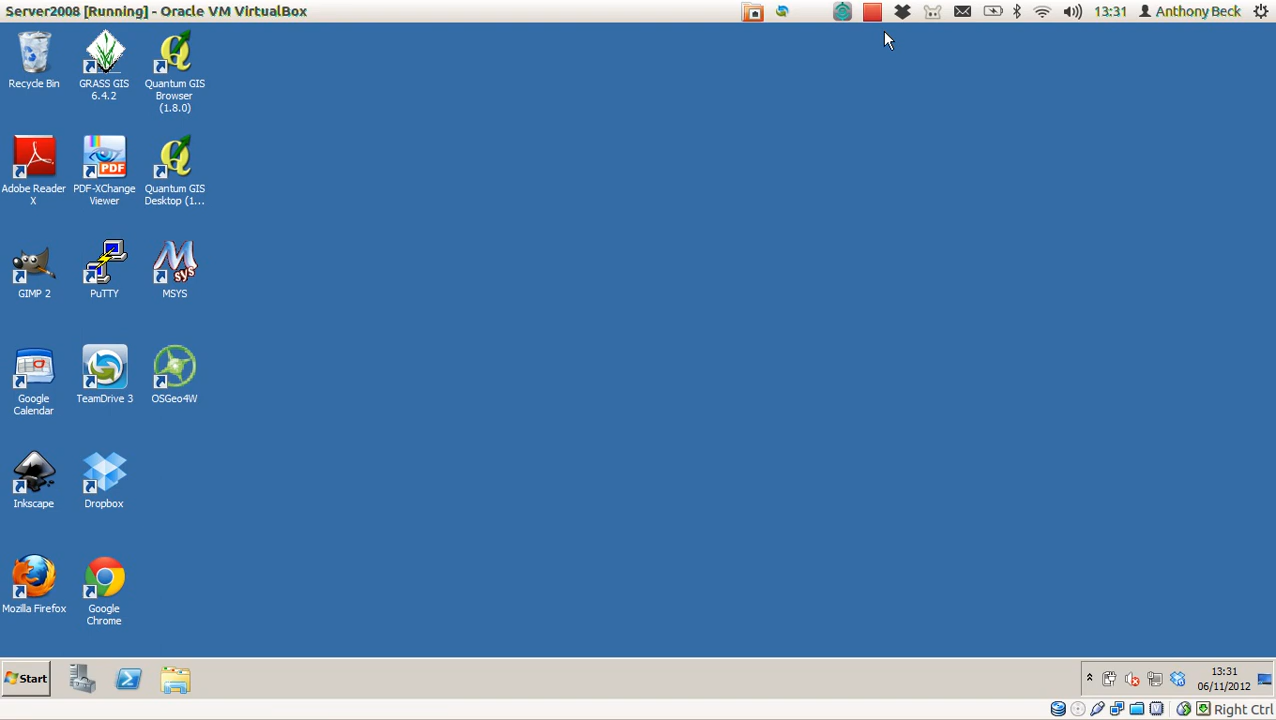 Server2008 [Running] - Oracle VM VirtualBox
13:31
Anthony Beck
Recycle Bin
GRASS GIS
6.4.2
Quantum GIS
Browser
(1.8.0)
Adobe Reader
X
PDF-XChange
Viewer
PDF
Quantum GIS
Desktop (1...
GIMP 2
PuTTY
M
sys
MSYS
Google
Calendar
TeamDrive 3
OSGeo4W
Inkscape
Dropbox
Mozilla Firefox
Google
Chrome
Start
13:31
06/11/2012
Right Ctrl